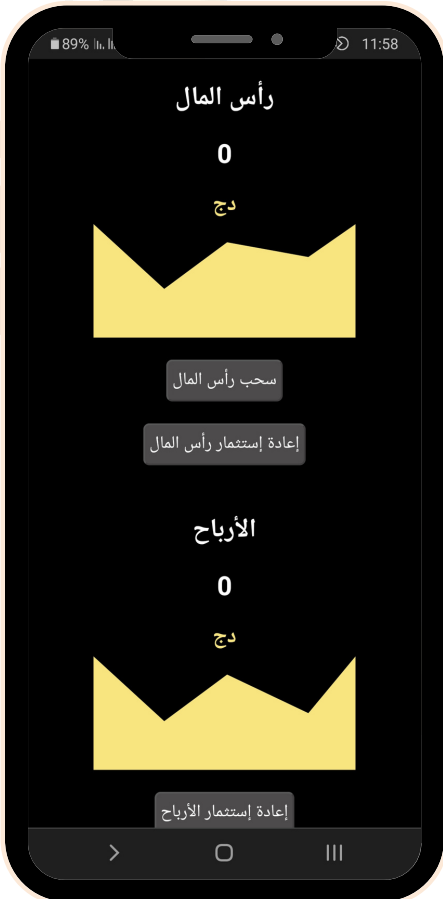 89% 11:58
رأس المال
0
دج
سحب رأس المال
إعادة إستثمار رأس المال
الأرباح
0
دج
إعادة إستثمار الأرباح